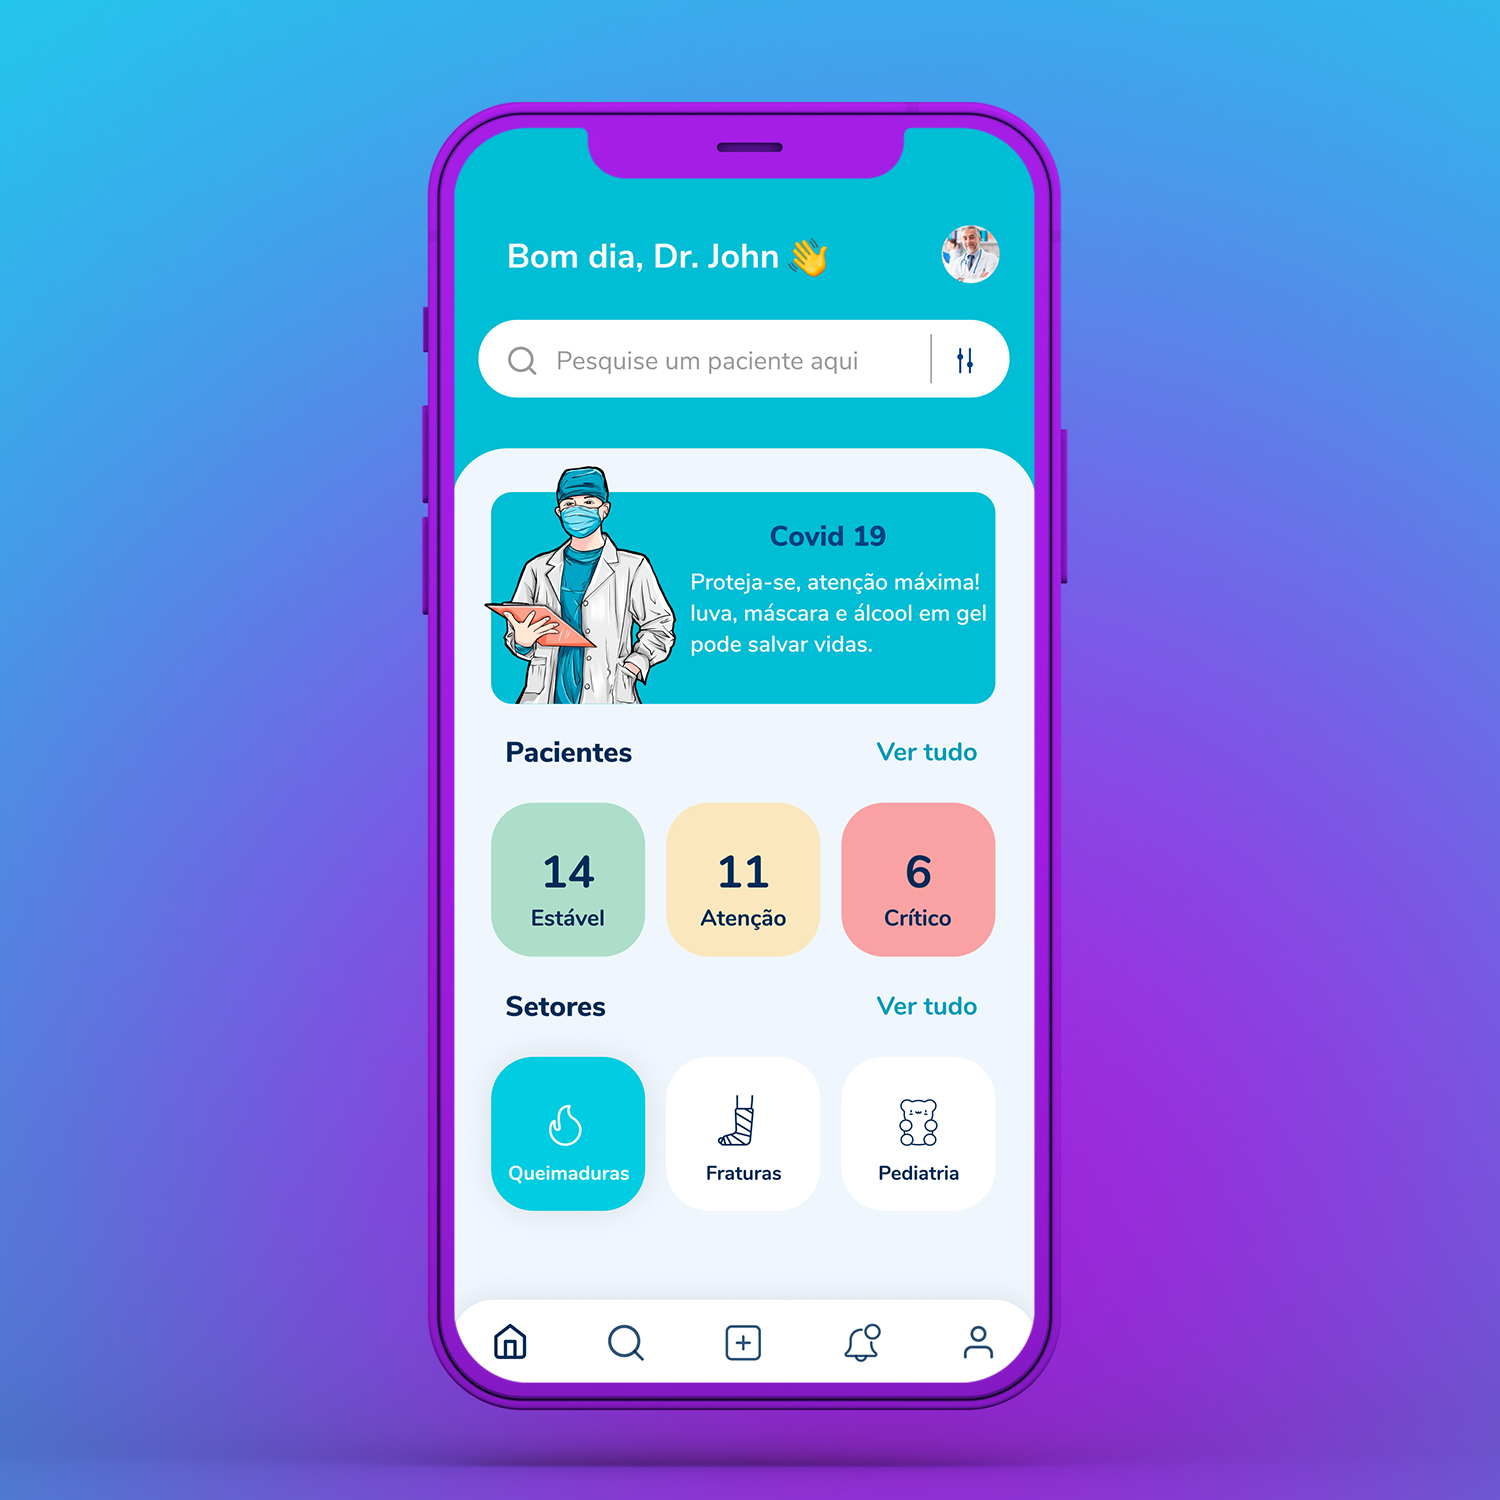 Bom dia, Dr. John 👋
Pesquise um paciente aqui
Covid 19
Proteja-se, atenção máxima!
luva, máscara e álcool em gel
pode salvar vidas.
Pacientes
Ver tudo
14
Estável
11
Atenção
6
Crítico
Setores
Ver tudo
Queimaduras
Fraturas
Pediatria